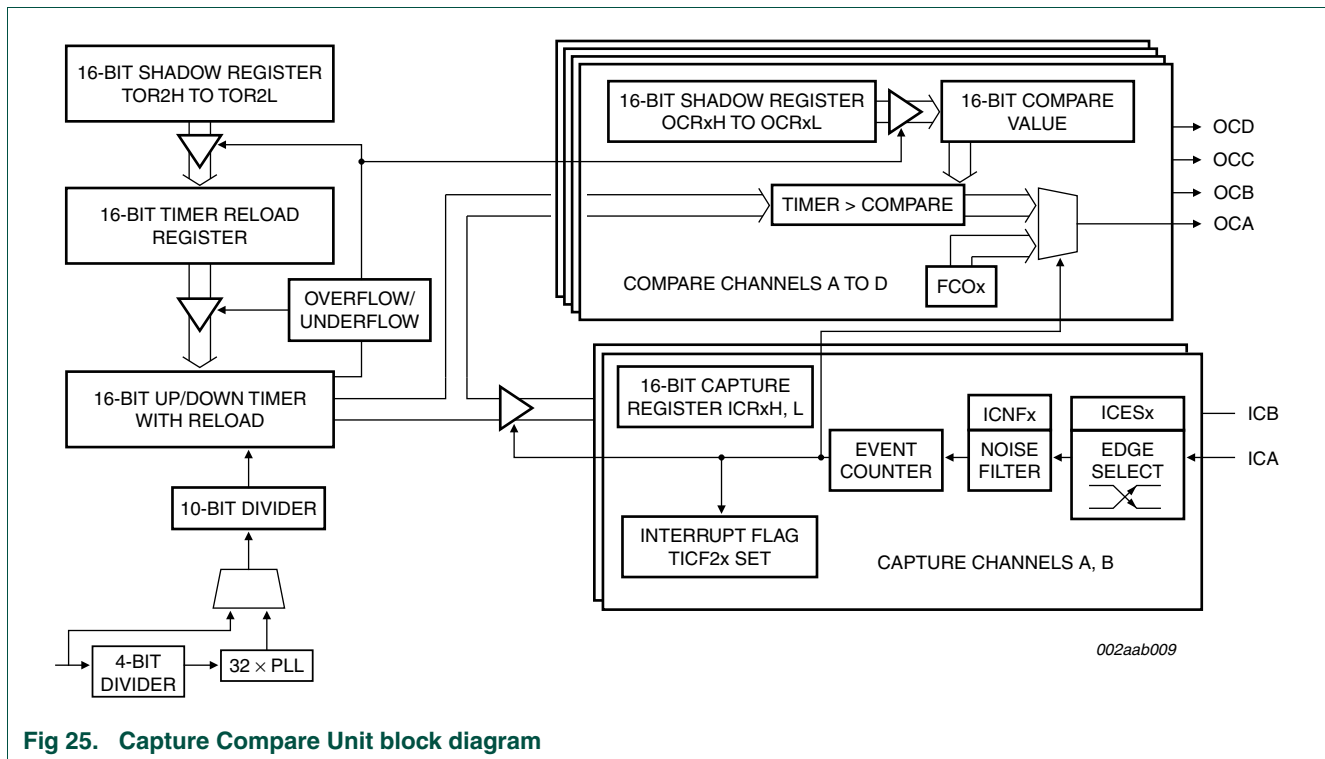 16-BIT SHADOW REGISTER
TOR2H TO TOR2L
16-BIT TIMER RELOAD
REGISTER
OVERFLOW/
UNDERFLOW
16-BIT UP/DOWN TIMER
WITH RELOAD
10-BIT DIVIDER
4-BIT
DIVIDER
32 × PLL
16-BIT SHADOW REGISTER
OCRxH TO OCRxL
16-BIT COMPARE
VALUE
TIMER > COMPARE
FCOx
COMPARE CHANNELS A TO D
OCD
OCC
OCB
OCA
16-BIT CAPTURE
REGISTER ICRxH, L
EVENT
COUNTER
ICNFx
NOISE
FILTER
ICESx
EDGE
SELECT
ICB
ICA
INTERRUPT FLAG
TICF2x SET
CAPTURE CHANNELS A, B
002aab009
Fig 25. Capture Compare Unit block diagram